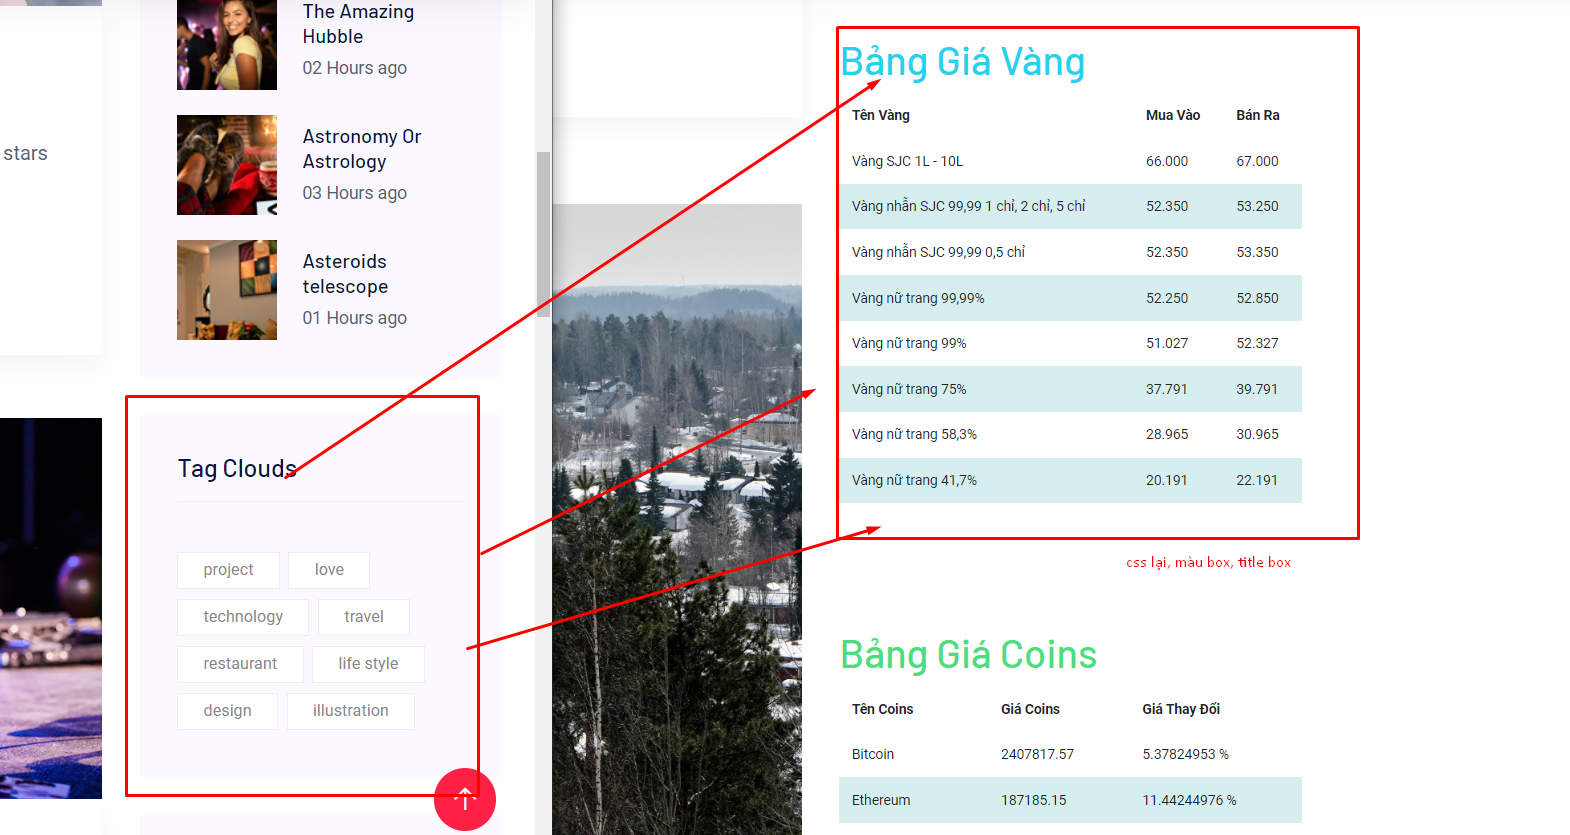 The Amazing
Hubble
02 Hours ago
stars
Astronomy Or
Astrology
03 Hours ago
Asteroids
telescope
01 Hours ago
Tag Clouds
project love
technology travel
restaurant life style
design illustration
Bảng Giá Vàng
Tên Vàng Mua Vào Bán Ra
Vàng SJC 1L - 10L 66.000 67.000
Vàng nhẫn SJC 99,99 1 chỉ, 2 chỉ, 5 chỉ 52.350 53.250
Vàng nhẫn SJC 99,99 0,5 chỉ 52.350 53.350
Vàng nữ trang 99,99% 52.250 52.850
Vàng nữ trang 99% 51.027 52.327
Vàng nữ trang 75% 37.791 39.791
Vàng nữ trang 58,3% 28.965 30.965
Vàng nữ trang 41,7% 20.191 22.191
css lại, màu box, title box
Bảng Giá Coins
Tên Coins Giá Coins Giá Thay Đổi
Bitcoin 2407817.57 5.37824953 %
Ethereum 187185.15 11.44244976 %